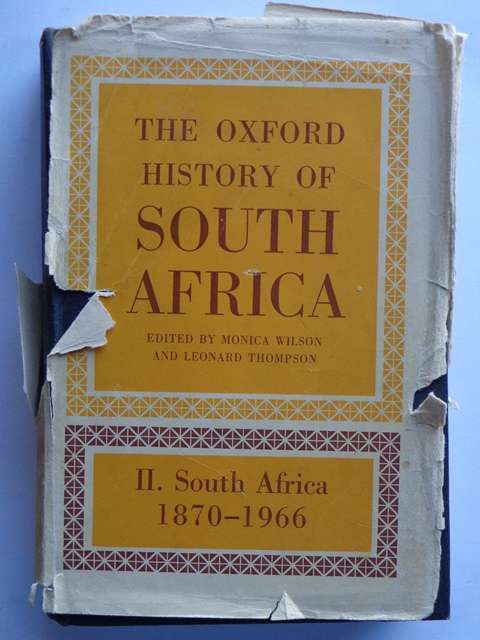 THE OXFORD
HISTORY OF
SOUTH
AFRICA
EDITED BY MONICA WILSON
AND LEONARD THOMPSON
II. South Africa
1870–1966